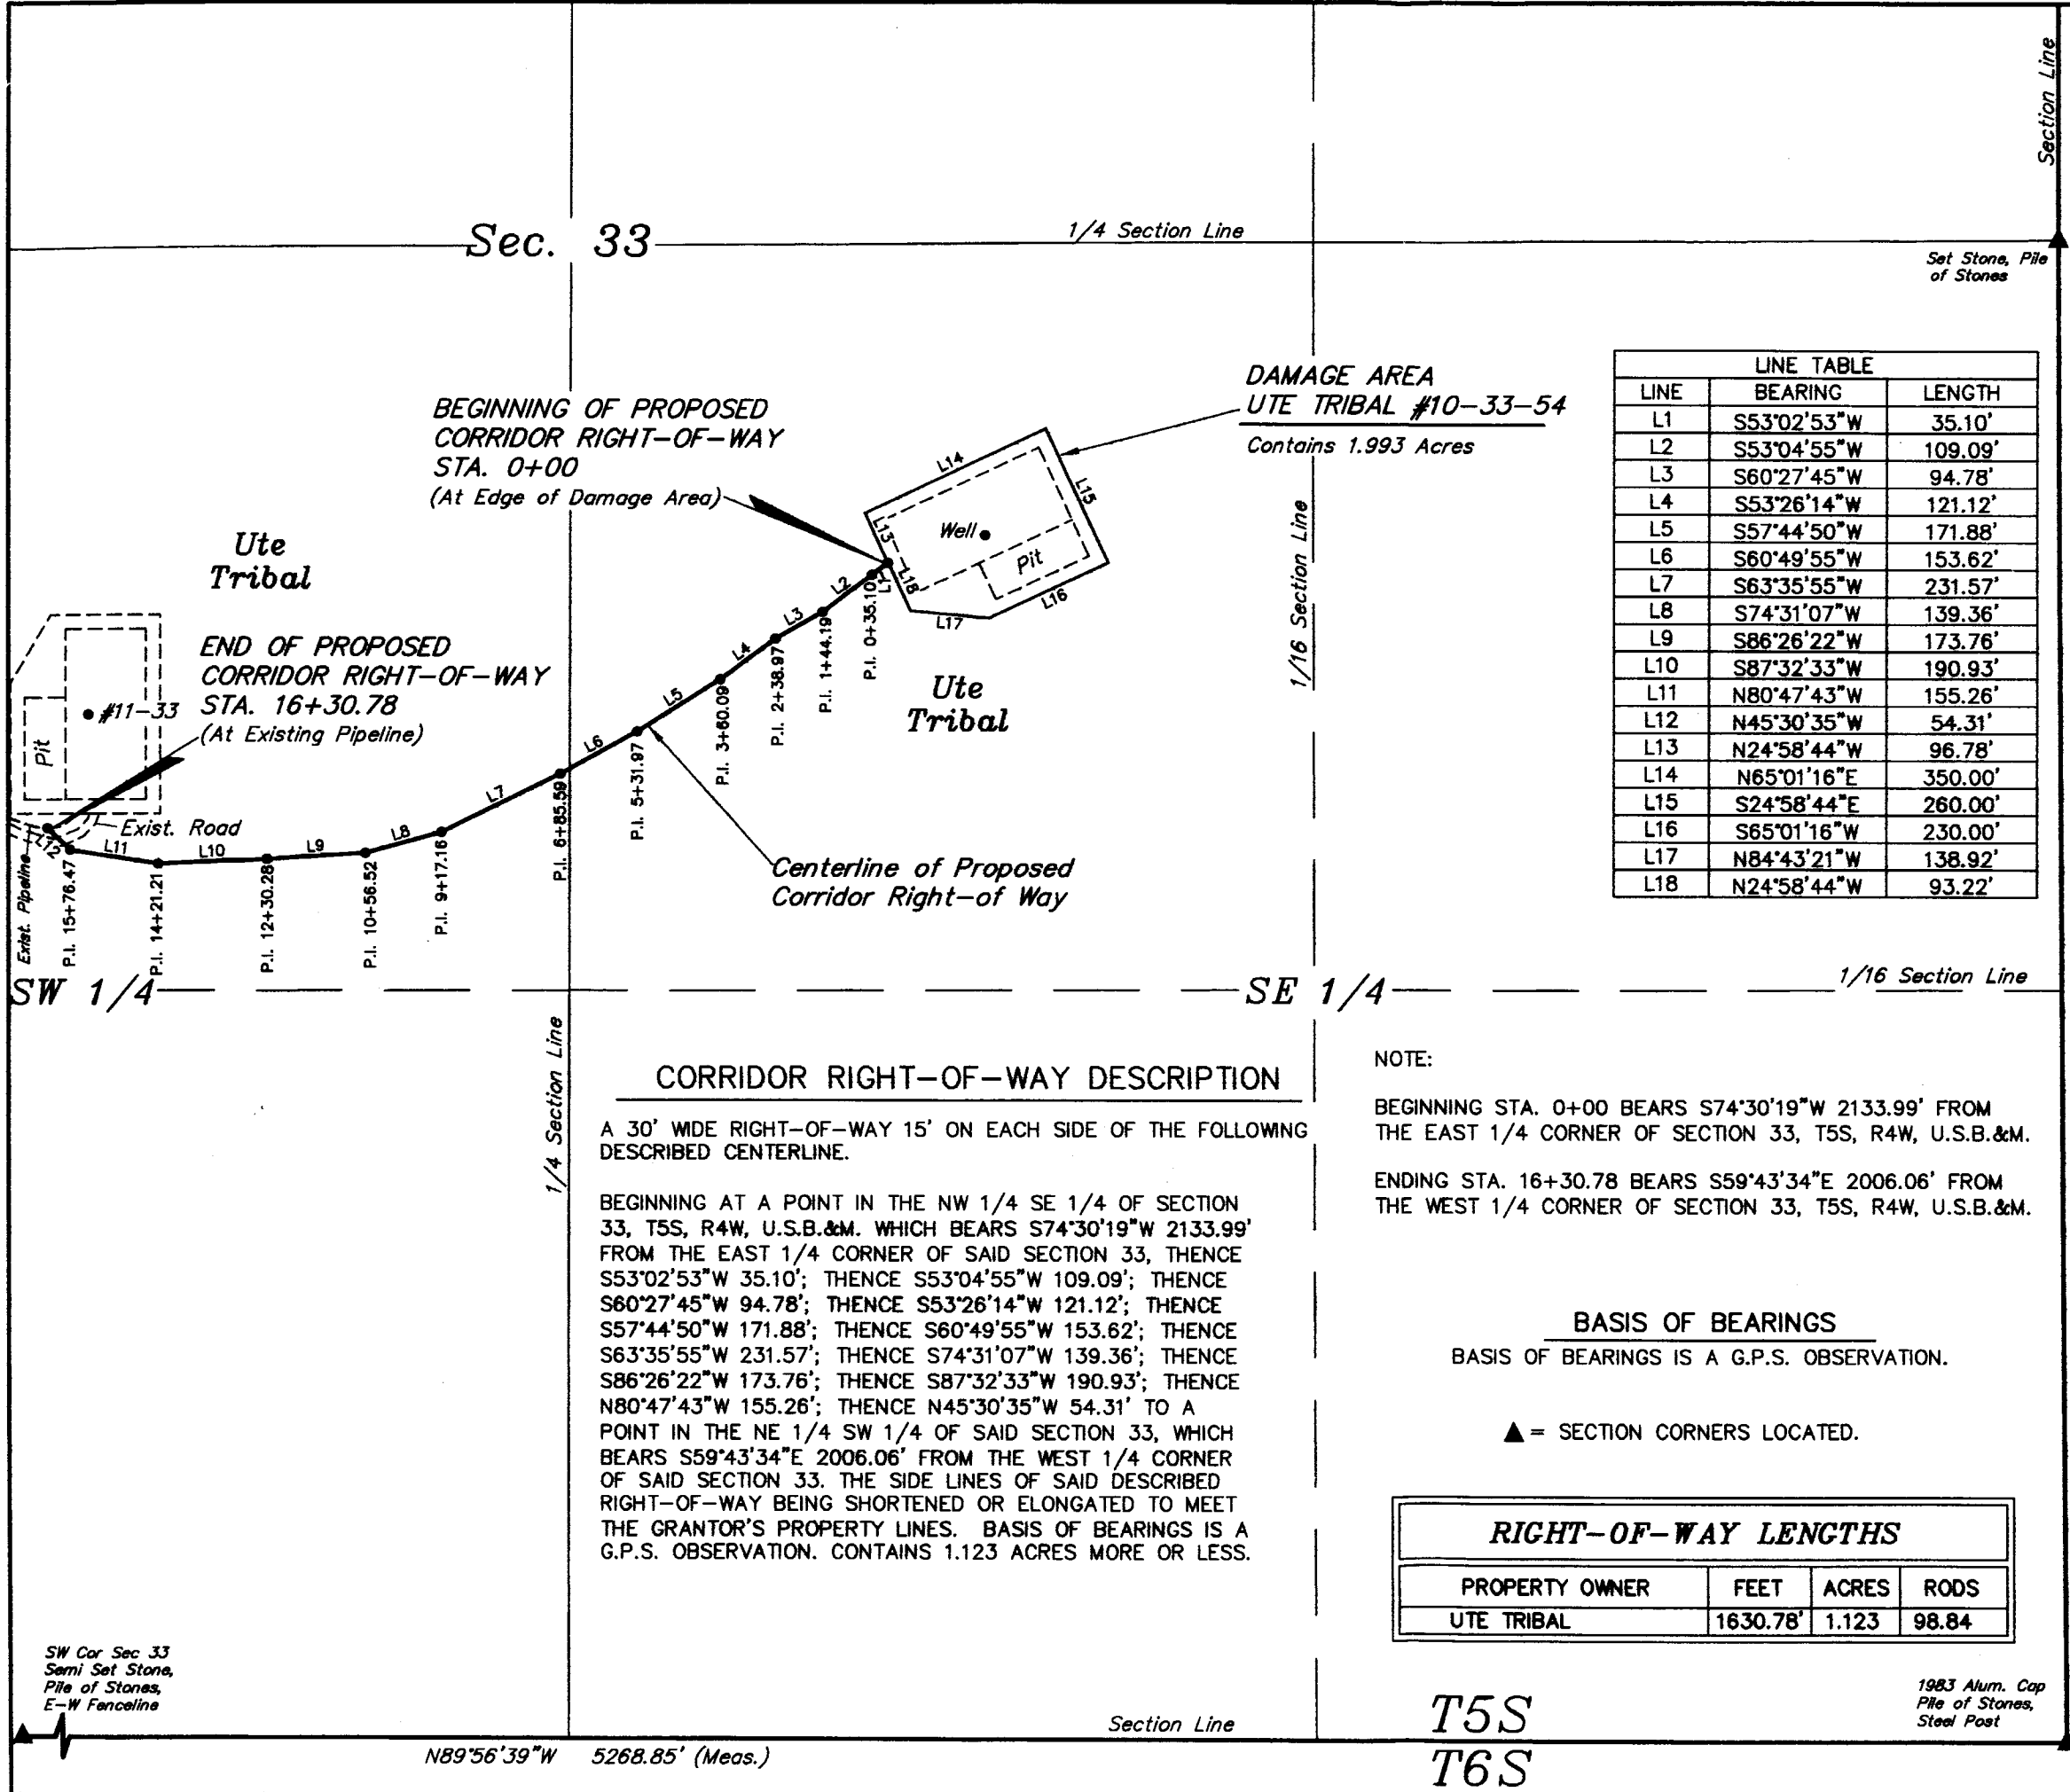 Section Line
Sec. 33
1/4 Section Line
Set Stone, Pile
of Stones
DAMAGE AREA
UTE TRIBAL #10-33-54
Contains 1.993 Acres
BEGINNING OF PROPOSED
CORRIDOR RIGHT-OF-WAY
STA. 0+00
(At Edge of Damage Area)
LINE TABLE
LINE BEARING LENGTH
L1 S53°02'53"W 35.10'
L2 S53°04'55"W 109.09'
L3 S60°27'45"W 94.78'
L4 S53°26'14"W 121.12'
L5 S57°44'50"W 171.88'
L6 S60°49'55"W 153.62'
L7 S63°35'55"W 231.57'
L8 S74°31'07"W 139.36'
L9 S86°26'22"W 173.76'
L10 S87°32'33"W 190.93'
L11 N80°47'43"W 155.26'
L12 N45°30'35"W 54.31'
L13 N24°58'44"W 96.78'
L14 N65°01'16"E 350.00'
L15 S24°58'44"E 260.00'
L16 S65°01'16"W 230.00'
L17 N84°43'21"W 138.92'
L18 N24°58'44"W 93.22'
L14
L15
L13
Well
Pit
L18
L16
L17
L1
L2
L3
L4
L5
L6
L7
L8
L9
L10
L11
L12
Ute
Tribal
END OF PROPOSED
CORRIDOR RIGHT-OF-WAY
STA. 16+30.78
(At Existing Pipeline)
#11-33
Pit
Exist. Road
Exist. Pipeline
Ute
Tribal
1/16 Section Line
P.I. 0+35.10
P.I. 1+44.19
P.I. 2+38.97
P.I. 3+60.09
P.I. 5+31.97
P.I. 6+85.59
P.I. 9+17.16
P.I. 10+56.52
P.I. 12+30.28
P.I. 14+21.21
P.I. 15+76.47
Centerline of Proposed
Corridor Right-of Way
SW 1/4
SE 1/4
1/16 Section Line
1/4 Section Line
CORRIDOR RIGHT-OF-WAY DESCRIPTION
A 30' WIDE RIGHT-OF-WAY 15' ON EACH SIDE OF THE FOLLOWING
DESCRIBED CENTERLINE.
BEGINNING AT A POINT IN THE NW 1/4 SE 1/4 OF SECTION
33, T5S, R4W, U.S.B.&M. WHICH BEARS S74°30'19"W 2133.99'
FROM THE EAST 1/4 CORNER OF SAID SECTION 33, THENCE
S53°02'53"W 35.10'; THENCE S53°04'55"W 109.09'; THENCE
S60°27'45"W 94.78'; THENCE S53°26'14"W 121.12'; THENCE
S57°44'50"W 171.88'; THENCE S60°49'55"W 153.62'; THENCE
S63°35'55"W 231.57'; THENCE S74°31'07"W 139.36'; THENCE
S86°26'22"W 173.76'; THENCE S87°32'33"W 190.93'; THENCE
N80°47'43"W 155.26'; THENCE N45°30'35"W 54.31' TO A
POINT IN THE NE 1/4 SW 1/4 OF SAID SECTION 33, WHICH
BEARS S59°43'34"E 2006.06' FROM THE WEST 1/4 CORNER
OF SAID SECTION 33. THE SIDE LINES OF SAID DESCRIBED
RIGHT-OF-WAY BEING SHORTENED OR ELONGATED TO MEET
THE GRANTOR'S PROPERTY LINES. BASIS OF BEARINGS IS A
G.P.S. OBSERVATION. CONTAINS 1.123 ACRES MORE OR LESS.
NOTE:
BEGINNING STA. 0+00 BEARS S74°30'19"W 2133.99' FROM
THE EAST 1/4 CORNER OF SECTION 33, T5S, R4W, U.S.B.&M.
ENDING STA. 16+30.78 BEARS S59°43'34"E 2006.06' FROM
THE WEST 1/4 CORNER OF SECTION 33, T5S, R4W, U.S.B.&M.
BASIS OF BEARINGS
BASIS OF BEARINGS IS A G.P.S. OBSERVATION.
▲ = SECTION CORNERS LOCATED.
RIGHT-OF-WAY LENGTHS
PROPERTY OWNER FEET ACRES RODS
UTE TRIBAL 1630.78' 1.123 98.84
SW Cor Sec 33
Semi Set Stone,
Pile of Stones,
E-W Fenceline
1983 Alum. Cap
Pile of Stones,
Steel Post
Section Line
T5S
T6S
N89°56'39"W 5268.85' (Meas.)